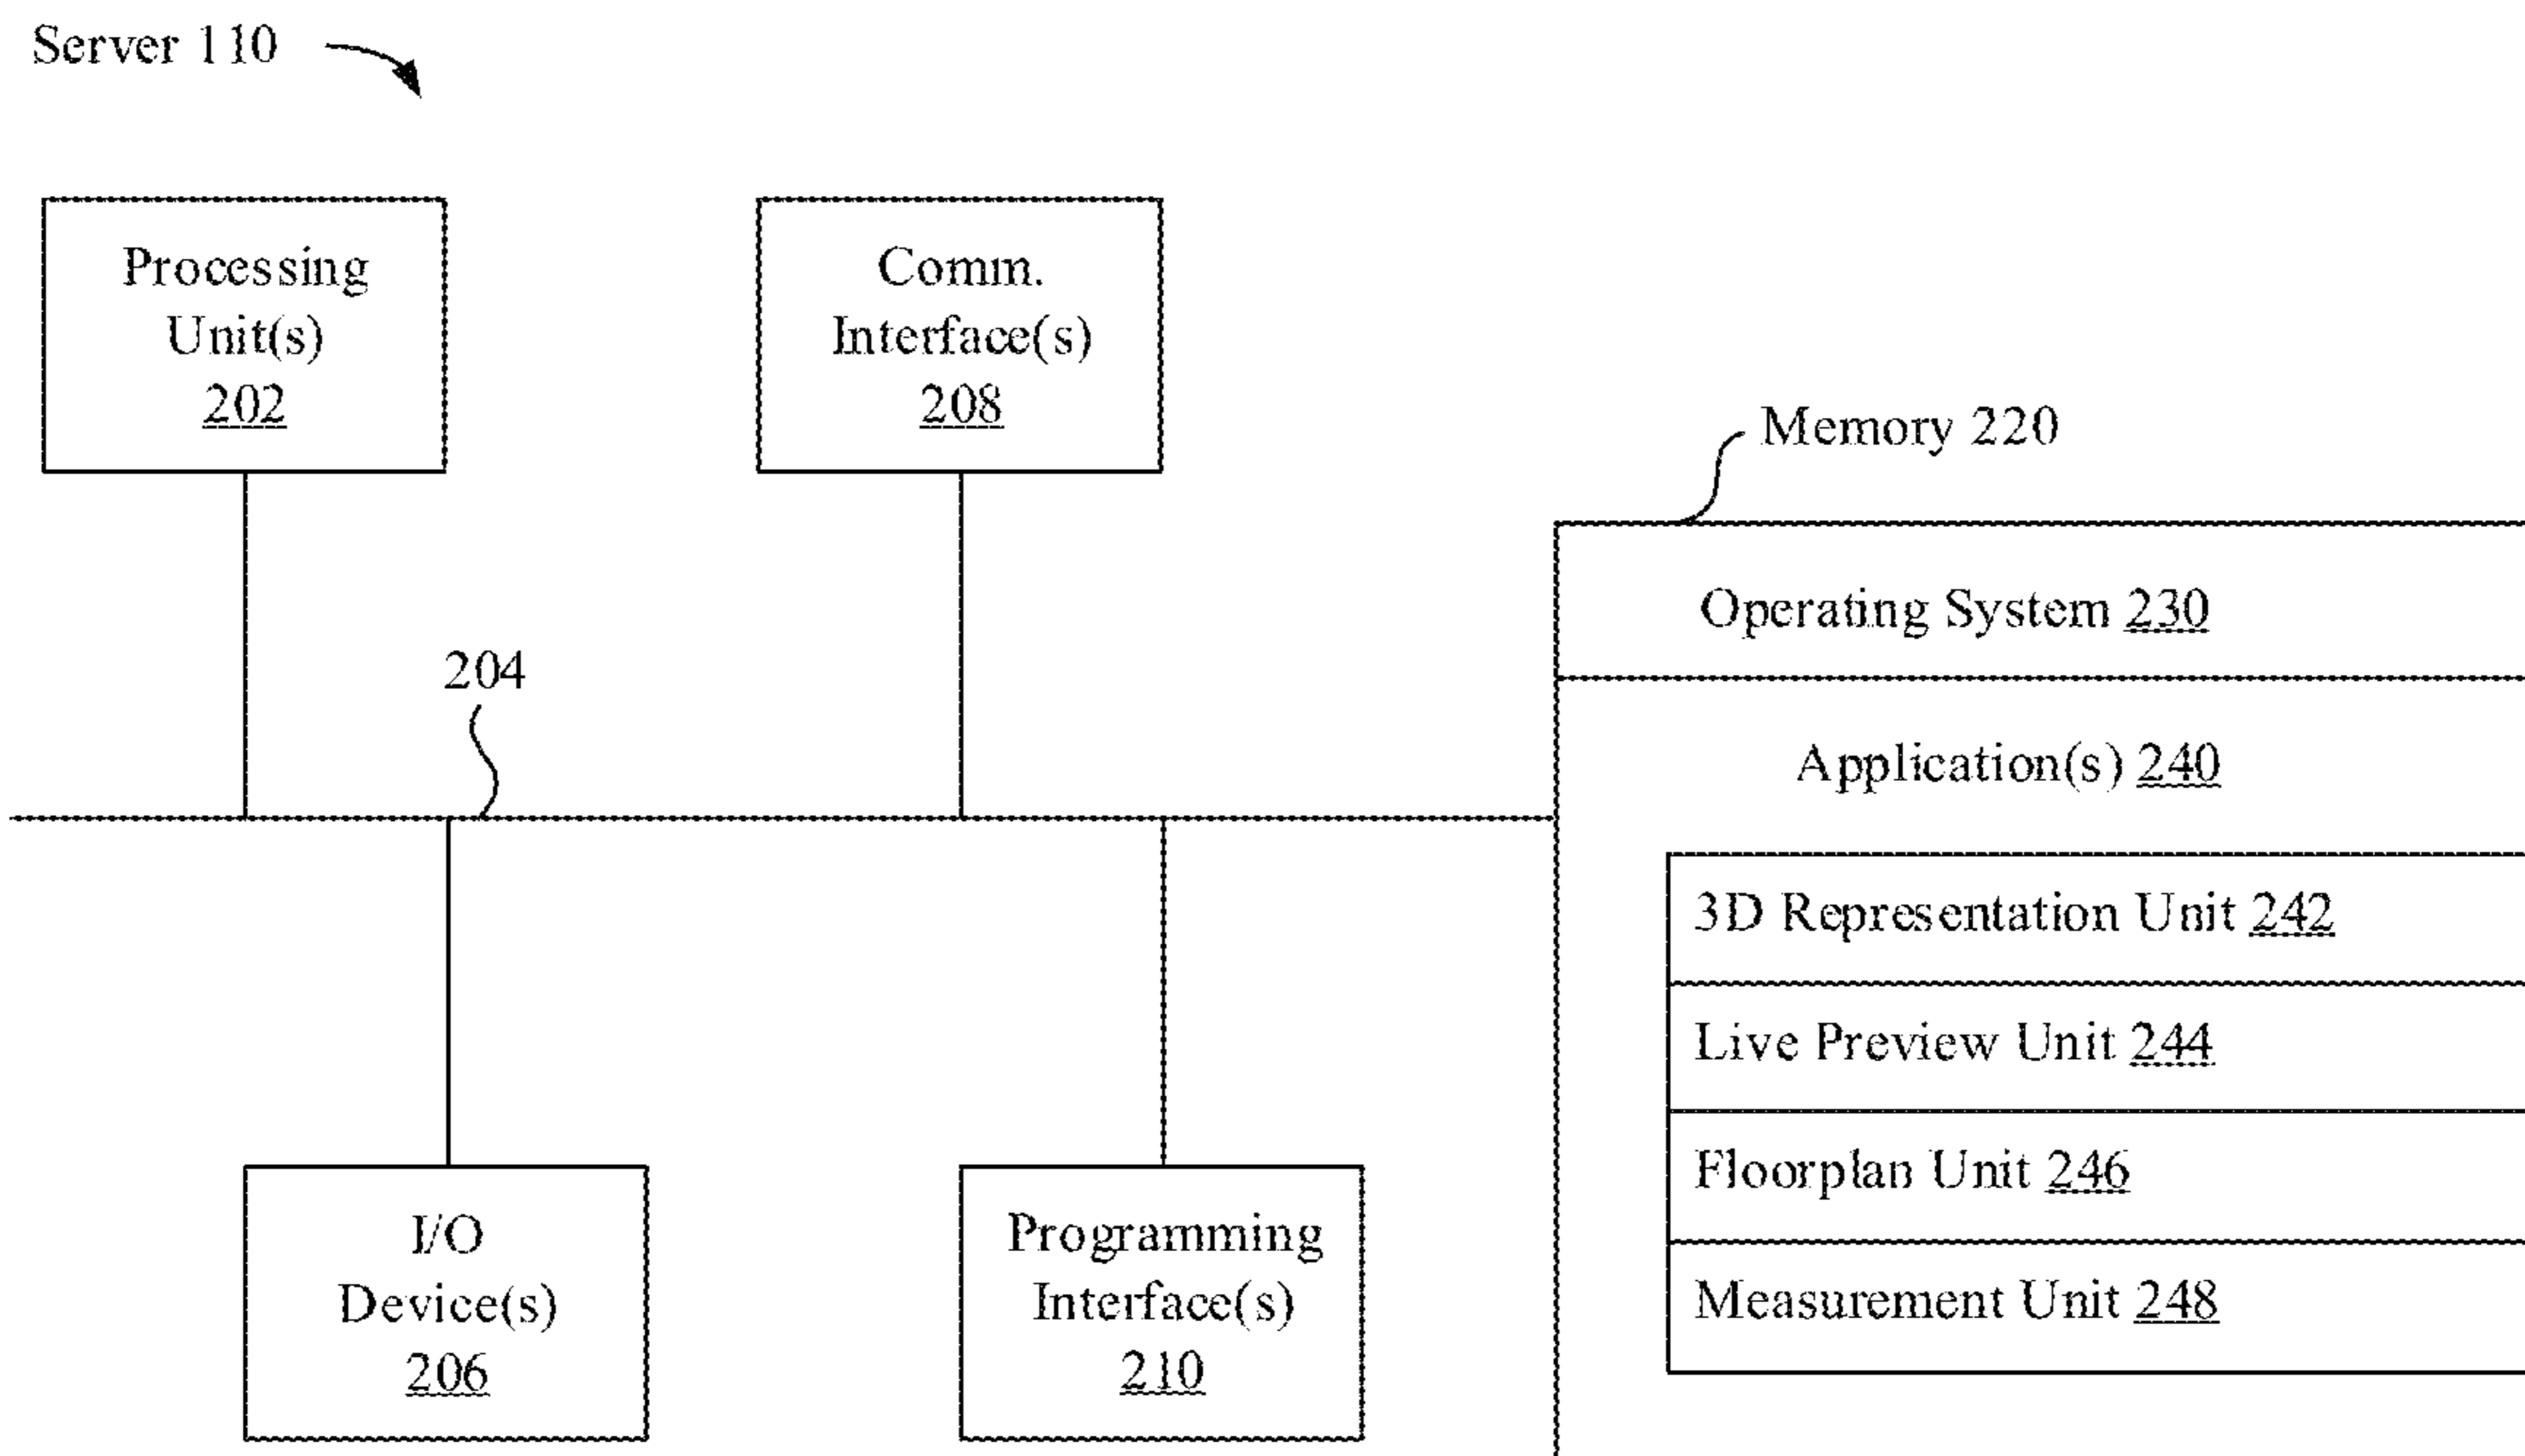 Server 110
Processing
Unit(s)
202
Comm.
Interface(s)
208
204
I/O
Device(s)
206
Programming
Interface(s)
210
Memory 220
Operating System 230
Application(s) 240
3D Representation Unit 242
Live Preview Unit 244
Floorplan Unit 246
Measurement Unit 248